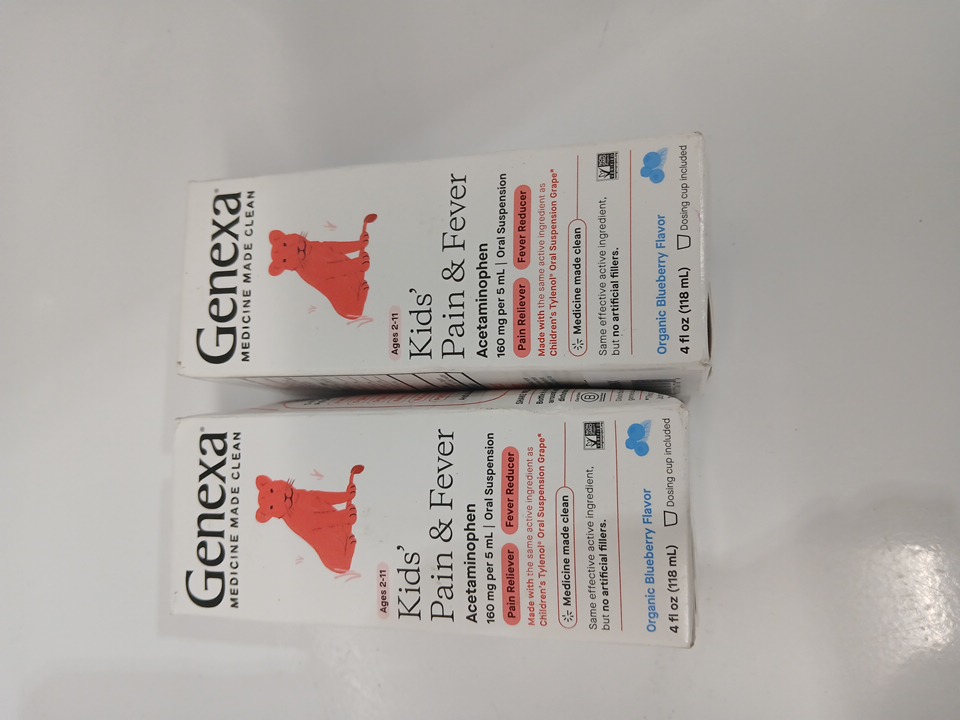 Genexa®
MEDICINE MADE CLEAN
Ages 2-11
Kids'
Pain & Fever
Acetaminophen
160 mg per 5 mL | Oral Suspension
Pain Reliever Fever Reducer
Made with the same active ingredient as
Children's Tylenol® Oral Suspension Grape*
Medicine made clean
Same effective active ingredient,
but no artificial fillers.
Organic Blueberry Flavor
4 fl oz (118 mL) Dosing cup included
Genexa®
MEDICINE MADE CLEAN
Ages 2-11
Kids'
Pain & Fever
Acetaminophen
160 mg per 5 mL | Oral Suspension
Pain Reliever Fever Reducer
Made with the same active ingredient as
Children's Tylenol® Oral Suspension Grape*
Medicine made clean
Same effective active ingredient,
but no artificial fillers.
Organic Blueberry Flavor
4 fl oz (118 mL) Dosing cup included